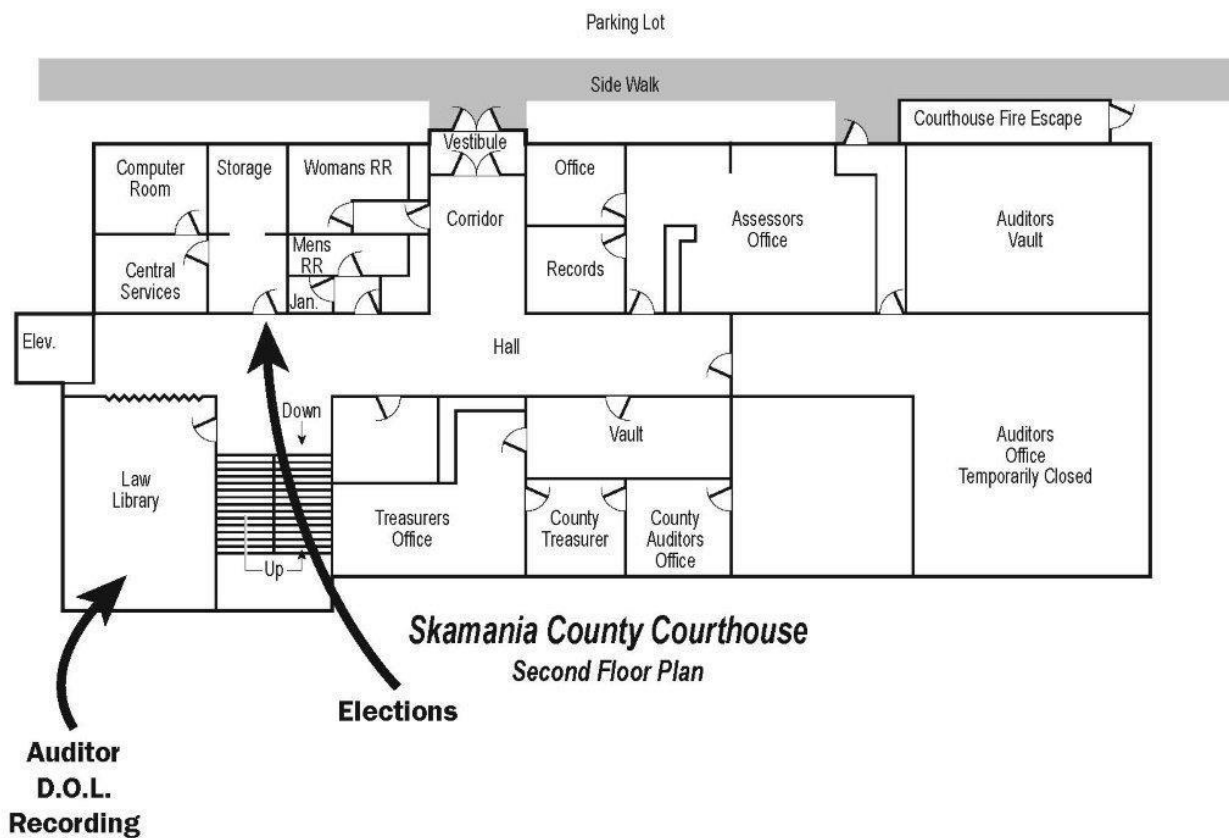 Parking Lot
Side Walk
Courthouse Fire Escape
Vestibule
Computer
Room
Storage
Womans RR
Office
Corridor
Assessors
Office
Auditors
Vault
Mens
RR
Central
Services
Records
Jan.
Elev.
Hall
Down
Vault
Auditors
Office
Temporarily Closed
Law
Library
Treasurers
Office
County
Treasurer
County
Auditors
Office
Up
Skamania County Courthouse
Second Floor Plan
Elections
Auditor
D.O.L.
Recording